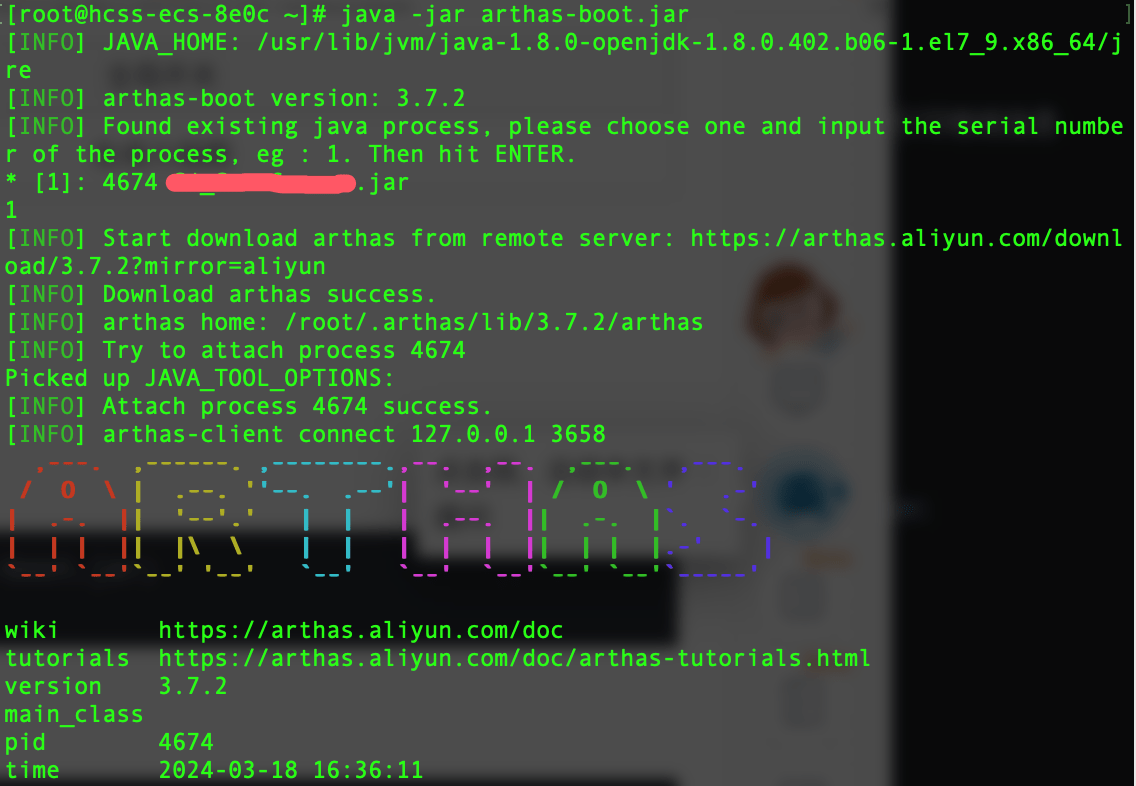 [[root@hcss-ecs-8e0c ~]# java -jar arthas-boot.jar ]
[INFO] JAVA_HOME: /usr/lib/jvm/java-1.8.0-openjdk-1.8.0.402.b06-1.el7_9.x86_64/j
re
[INFO] arthas-boot version: 3.7.2
[INFO] Found existing java process, please choose one and input the serial numbe
r of the process, eg : 1. Then hit ENTER.
* [1]: 4674 .jar
1
[INFO] Start download arthas from remote server: https://arthas.aliyun.com/downl
oad/3.7.2?mirror=aliyun
[INFO] Download arthas success.
[INFO] arthas home: /root/.arthas/lib/3.7.2/arthas
[INFO] Try to attach process 4674
Picked up JAVA_TOOL_OPTIONS:
[INFO] Attach process 4674 success.
[INFO] arthas-client connect 127.0.0.1 3658
ARTHAS
wiki https://arthas.aliyun.com/doc
tutorials https://arthas.aliyun.com/doc/arthas-tutorials.html
version 3.7.2
main_class
pid 4674
time 2024-03-18 16:36:11